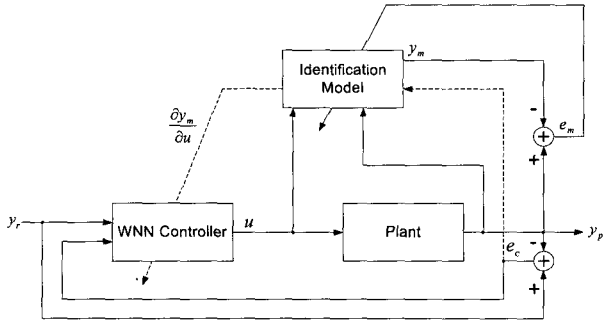 y_m
Identification
Model
-
e_m
+
∂y_m
∂u
y_r
WNN Controller
u
Plant
-
y_p
e_c
+